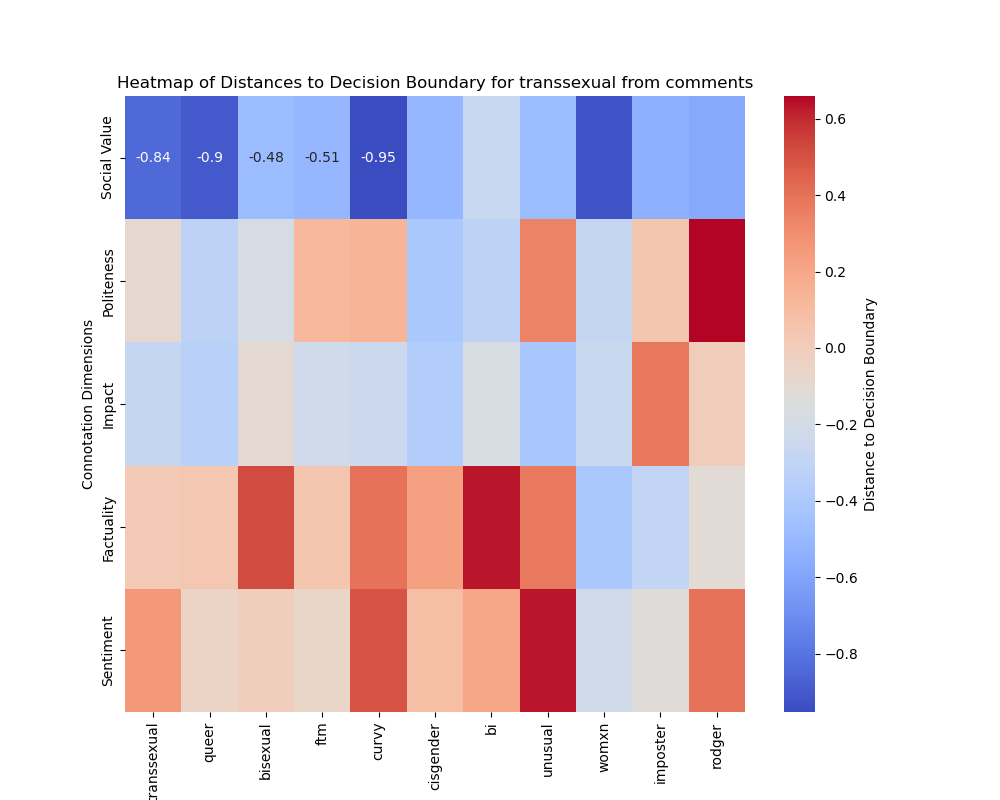 Heatmap of Distances to Decision Boundary for transsexual from comments
Connotation Dimensions
Social Value
Politeness
Impact
Factuality
Sentiment
-0.84 -0.9 -0.48 -0.51 -0.95
transsexual
queer
bisexual
ftm
curvy
cisgender
bi
unusual
womxn
imposter
rodger
0.6
0.4
0.2
0.0
−0.2
−0.4
−0.6
−0.8
Distance to Decision Boundary